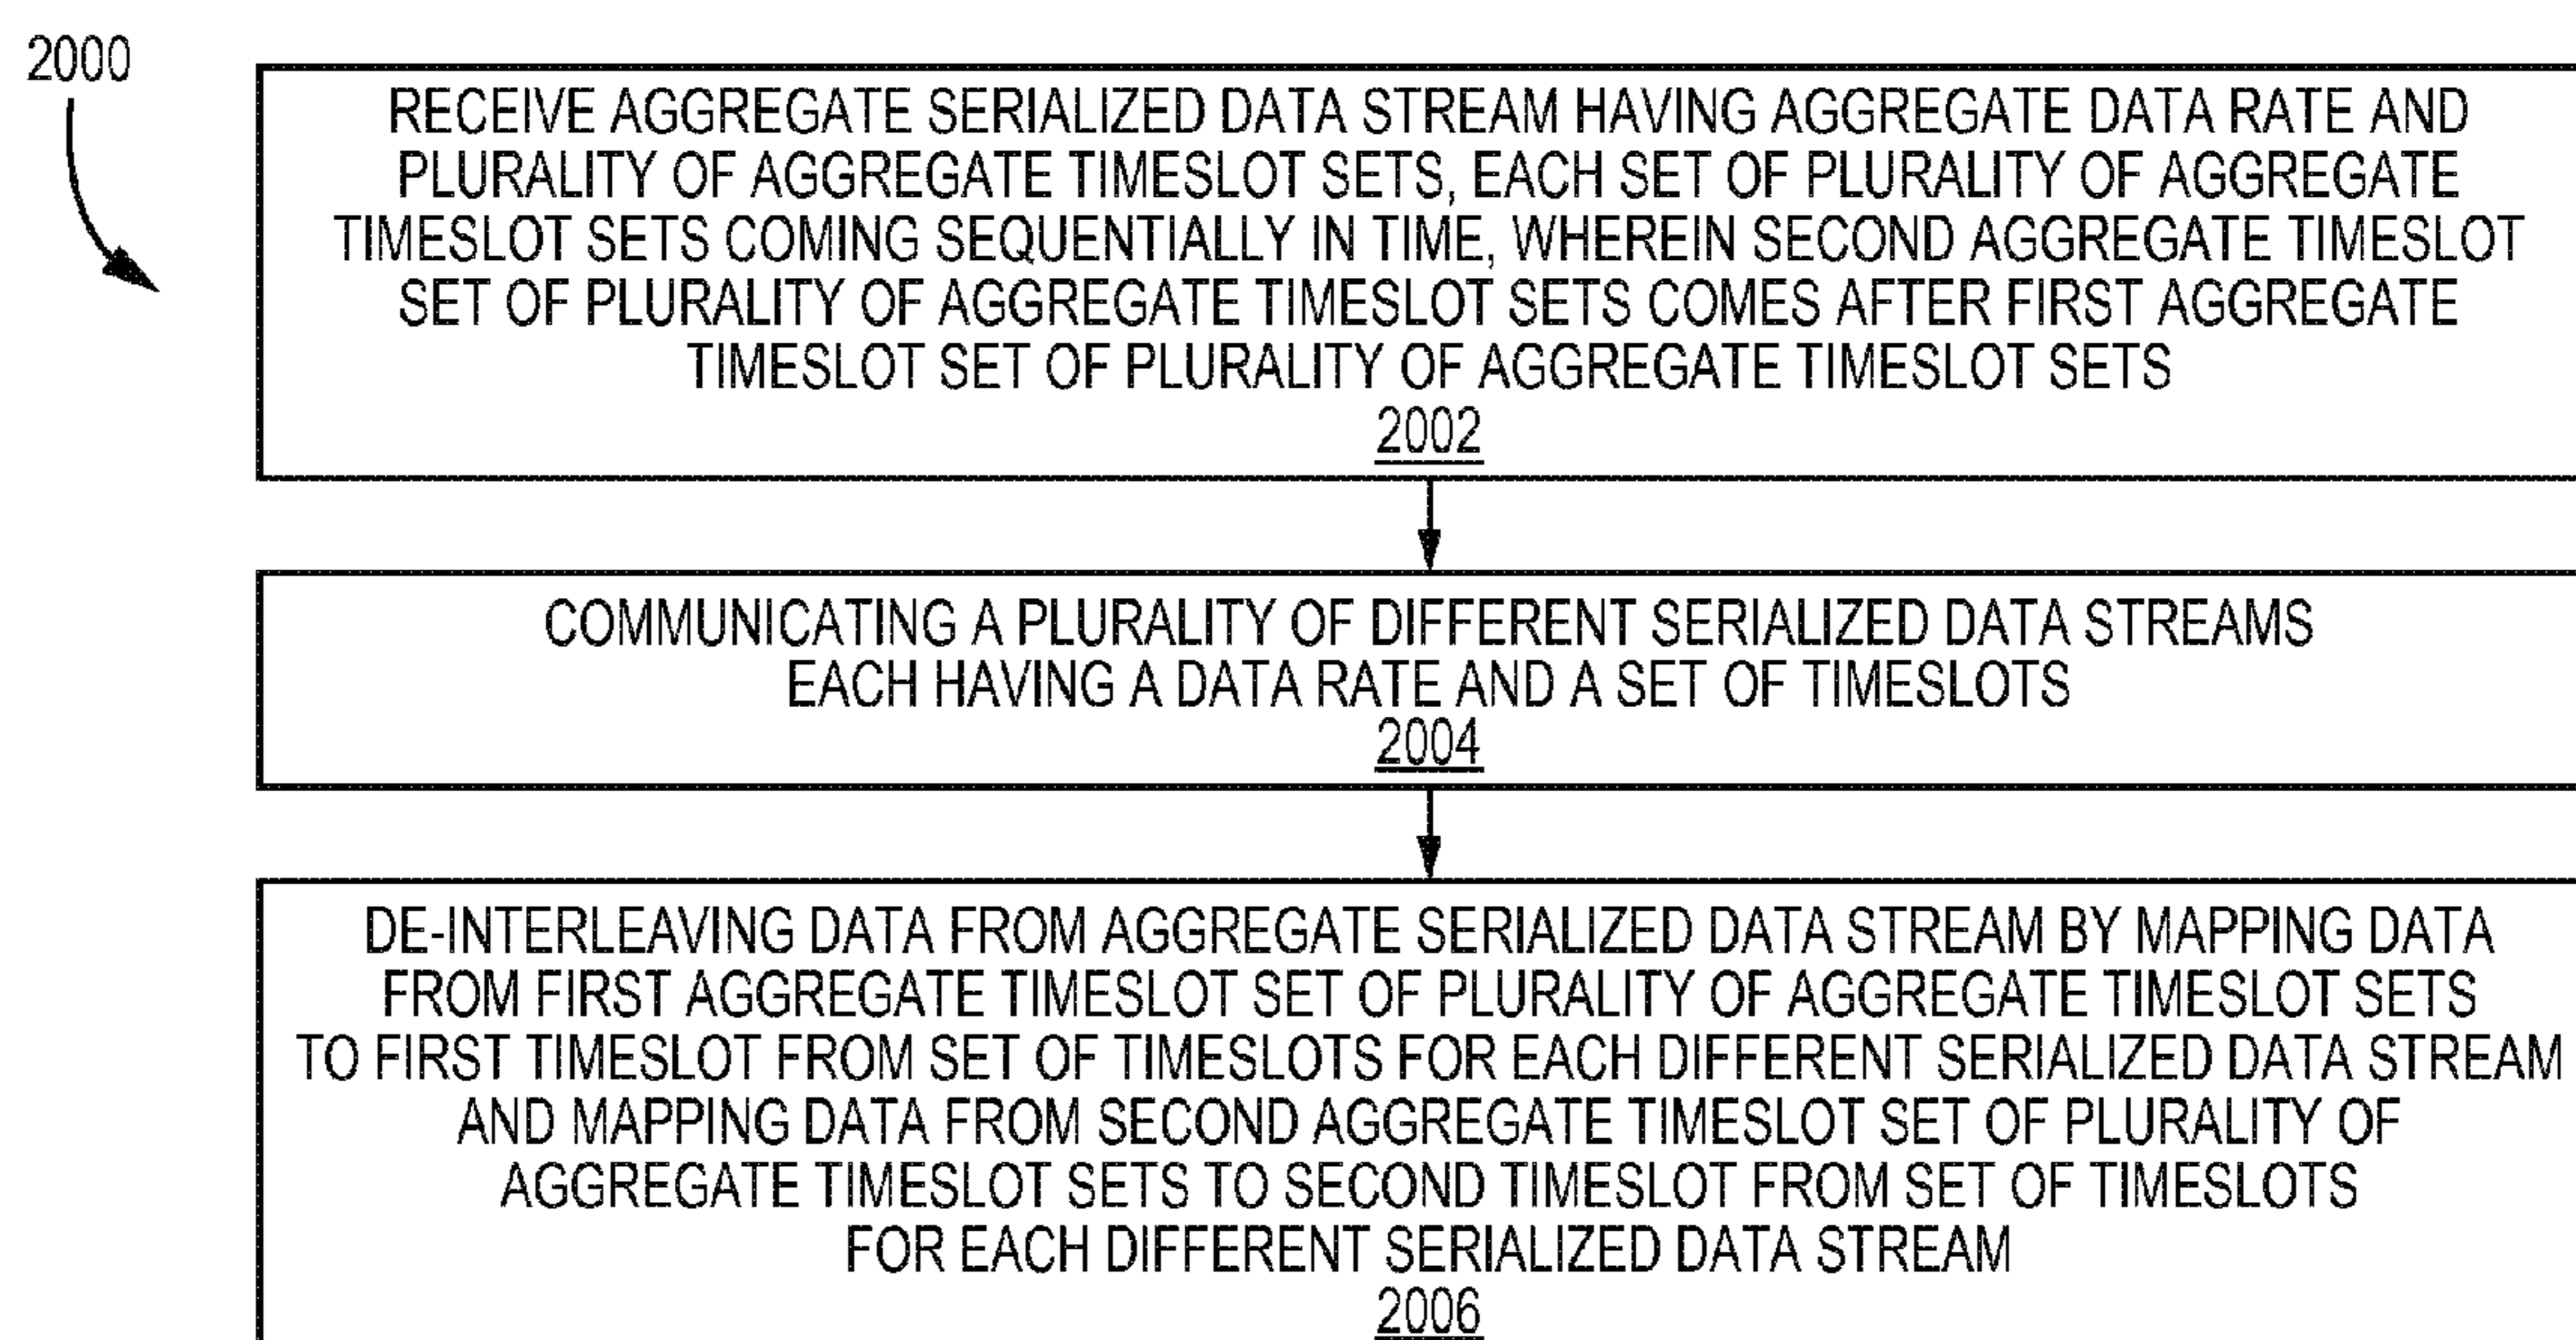 2000
RECEIVE AGGREGATE SERIALIZED DATA STREAM HAVING AGGREGATE DATA RATE AND
PLURALITY OF AGGREGATE TIMESLOT SETS, EACH SET OF PLURALITY OF AGGREGATE
TIMESLOT SETS COMING SEQUENTIALLY IN TIME, WHEREIN SECOND AGGREGATE TIMESLOT
SET OF PLURALITY OF AGGREGATE TIMESLOT SETS COMES AFTER FIRST AGGREGATE
TIMESLOT SET OF PLURALITY OF AGGREGATE TIMESLOT SETS
2002
COMMUNICATING A PLURALITY OF DIFFERENT SERIALIZED DATA STREAMS
EACH HAVING A DATA RATE AND A SET OF TIMESLOTS
2004
DE-INTERLEAVING DATA FROM AGGREGATE SERIALIZED DATA STREAM BY MAPPING DATA
FROM FIRST AGGREGATE TIMESLOT SET OF PLURALITY OF AGGREGATE TIMESLOT SETS
TO FIRST TIMESLOT FROM SET OF TIMESLOTS FOR EACH DIFFERENT SERIALIZED DATA STREAM
AND MAPPING DATA FROM SECOND AGGREGATE TIMESLOT SET OF PLURALITY OF
AGGREGATE TIMESLOT SETS TO SECOND TIMESLOT FROM SET OF TIMESLOTS
FOR EACH DIFFERENT SERIALIZED DATA STREAM
2006